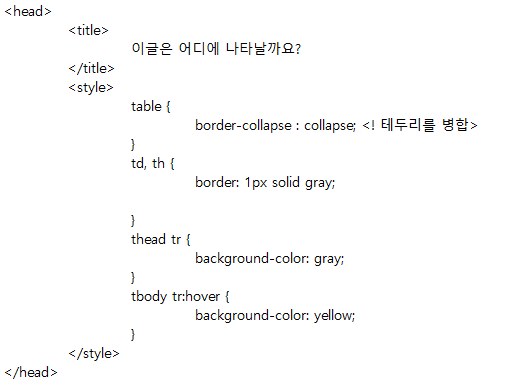 <head>
<title>
이글은 어디에 나타날까요?
</title>
<style>
table {
border-collapse : collapse; <! 테두리를 병합>
}
td, th {
border: 1px solid gray;
}
thead tr {
background-color: gray;
}
tbody tr:hover {
background-color: yellow;
}
</style>
</head>